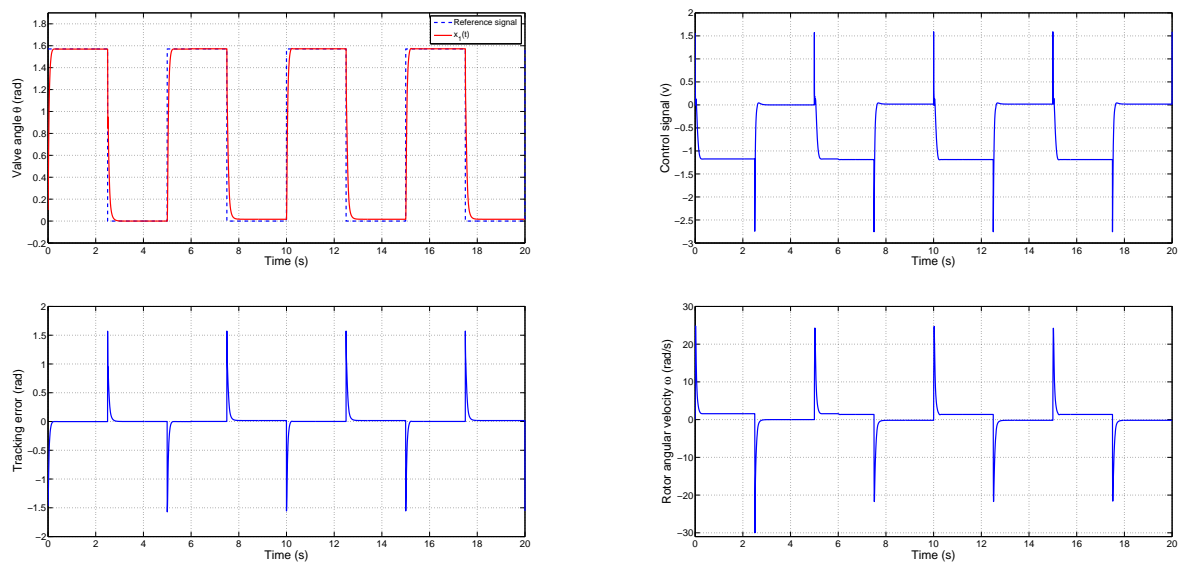 Reference signal
x1(t)
1.8
1.6
1.4
1.2
1
0.8
0.6
0.4
0.2
0
−0.2
Valve angle θ (rad)
0 2 4 6 8 10 12 14 16 18 20
Time (s)
2
1.5
1
0.5
0
−0.5
−1
−1.5
−2
−2.5
−3
Control signal (v)
0 2 4 6 8 10 12 14 16 18 20
Time (s)
2
1.5
1
0.5
0
−0.5
−1
−1.5
−2
Tracking error (rad)
0 2 4 6 8 10 12 14 16 18 20
Time (s)
30
20
10
0
−10
−20
−30
Rotor angular velocity ω (rad/s)
0 2 4 6 8 10 12 14 16 18 20
Time (s)